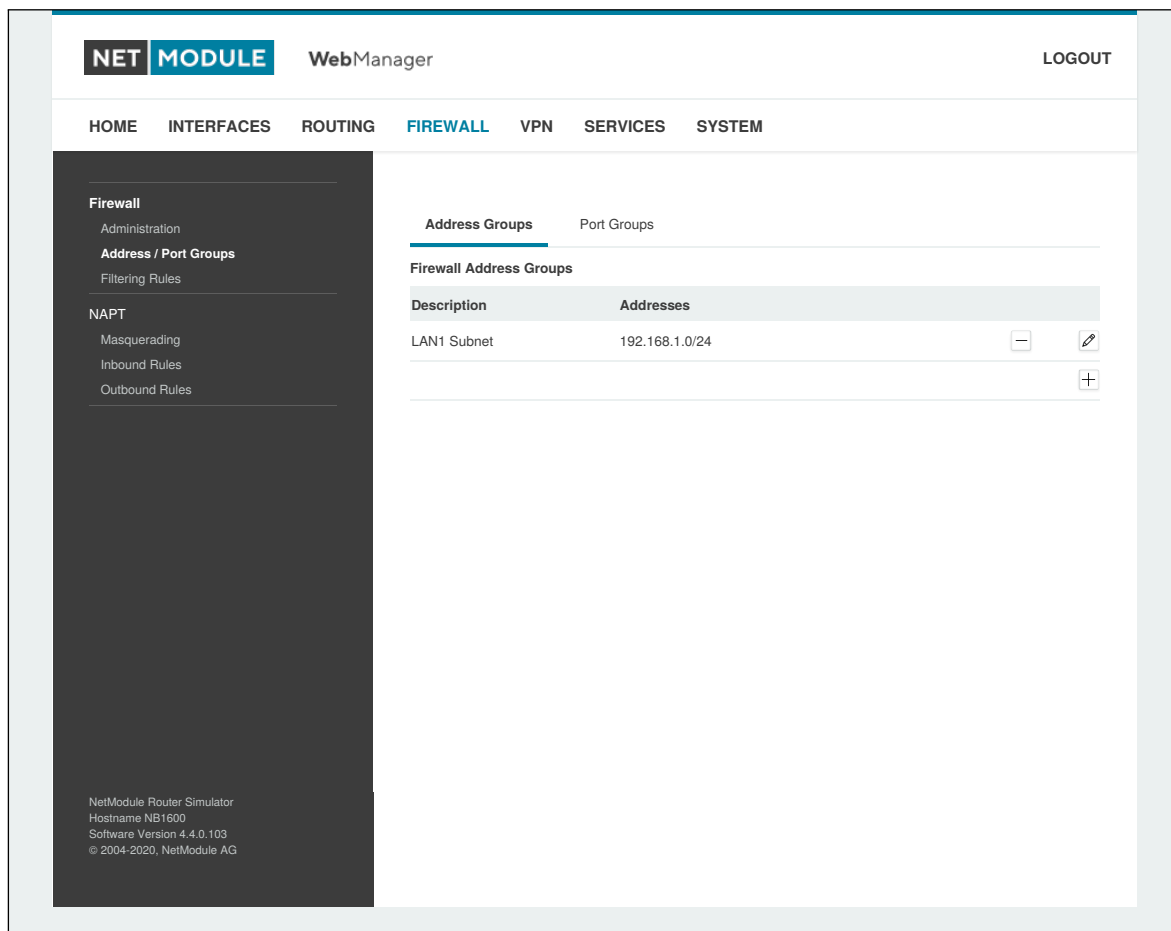 NET MODULE WebManager LOGOUT
HOME INTERFACES ROUTING FIREWALL VPN SERVICES SYSTEM
Firewall
Administration
Address / Port Groups
Filtering Rules
NAPT
Masquerading
Inbound Rules
Outbound Rules
Address Groups Port Groups
Firewall Address Groups
Description Addresses
LAN1 Subnet 192.168.1.0/24
NetModule Router Simulator
Hostname NB1600
Software Version 4.4.0.103
© 2004-2020, NetModule AG